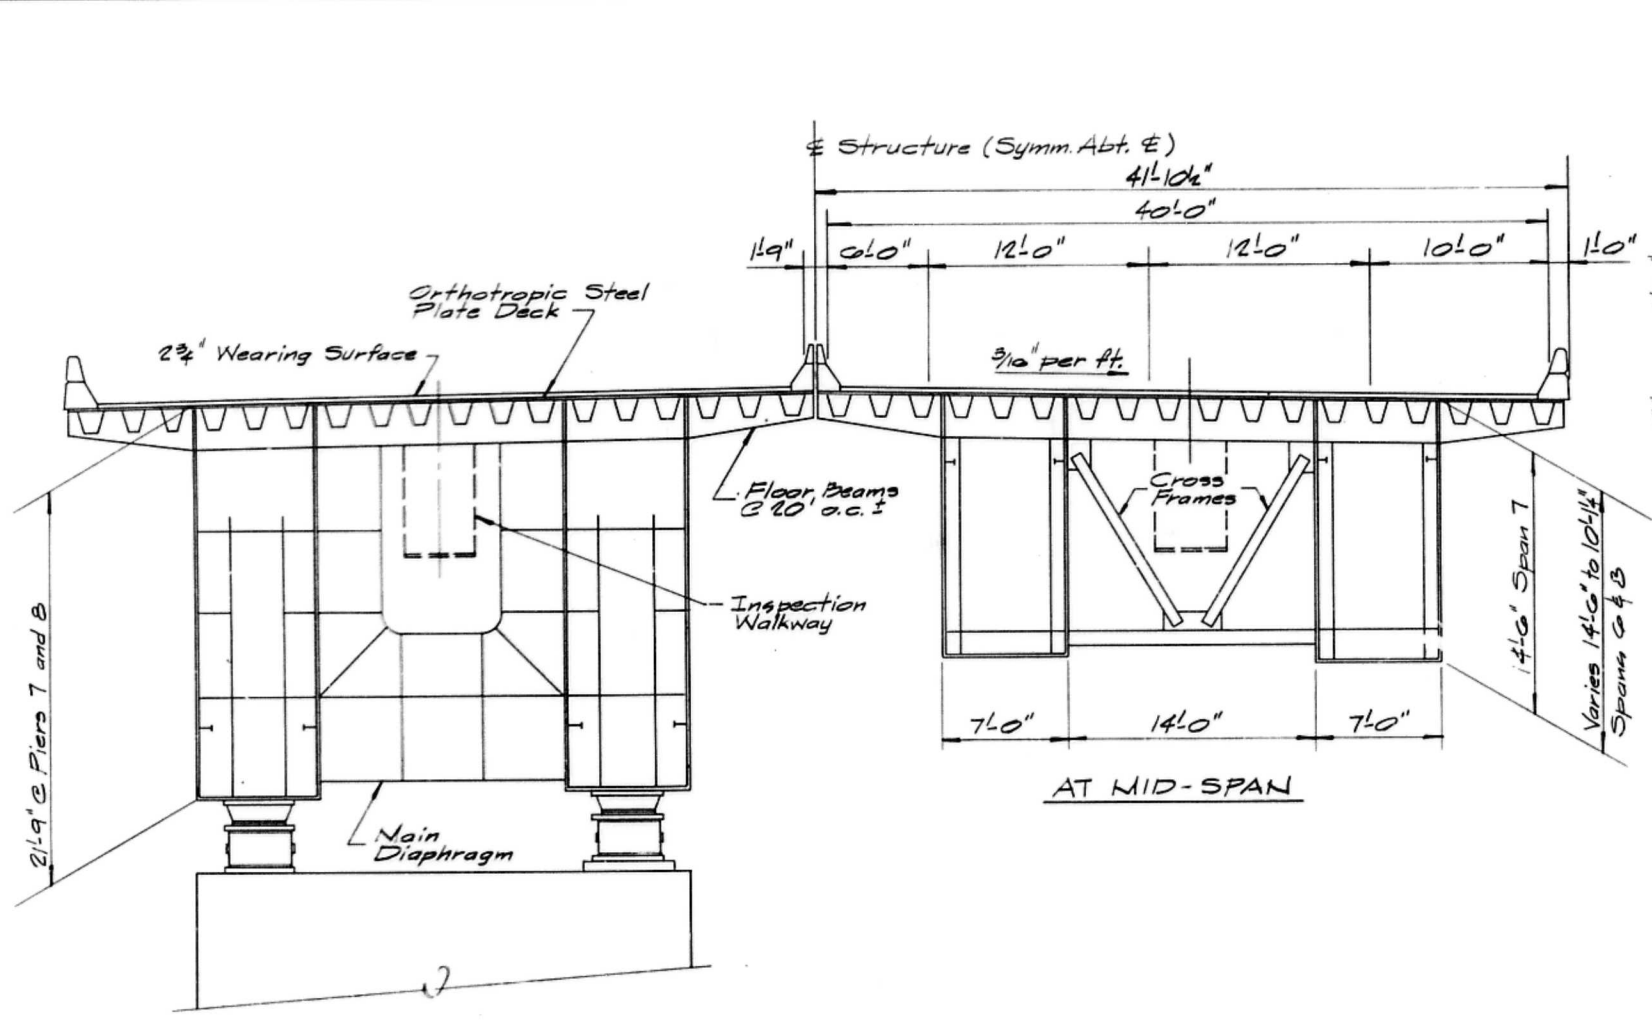 ℄ Structure (Symm. Abt. ℄)
41'-10½"
40'-0"
1'-9"
6'-0"
12'-0"
12'-0"
10'-0"
1'-0"
Orthotropic Steel
Plate Deck
2¾" Wearing Surface
3/16" per ft.
Floor Beams
@ 20' o.c. ±
Cross
Frames
Inspection
Walkway
21'-9" @ Piers 7 and 8
14'-6" Span 7
Varies 14'-6" to 10'-1¼"
Spans 6 & 8
7'-0"
14'-0"
7'-0"
AT MID-SPAN
Main
Diaphragm